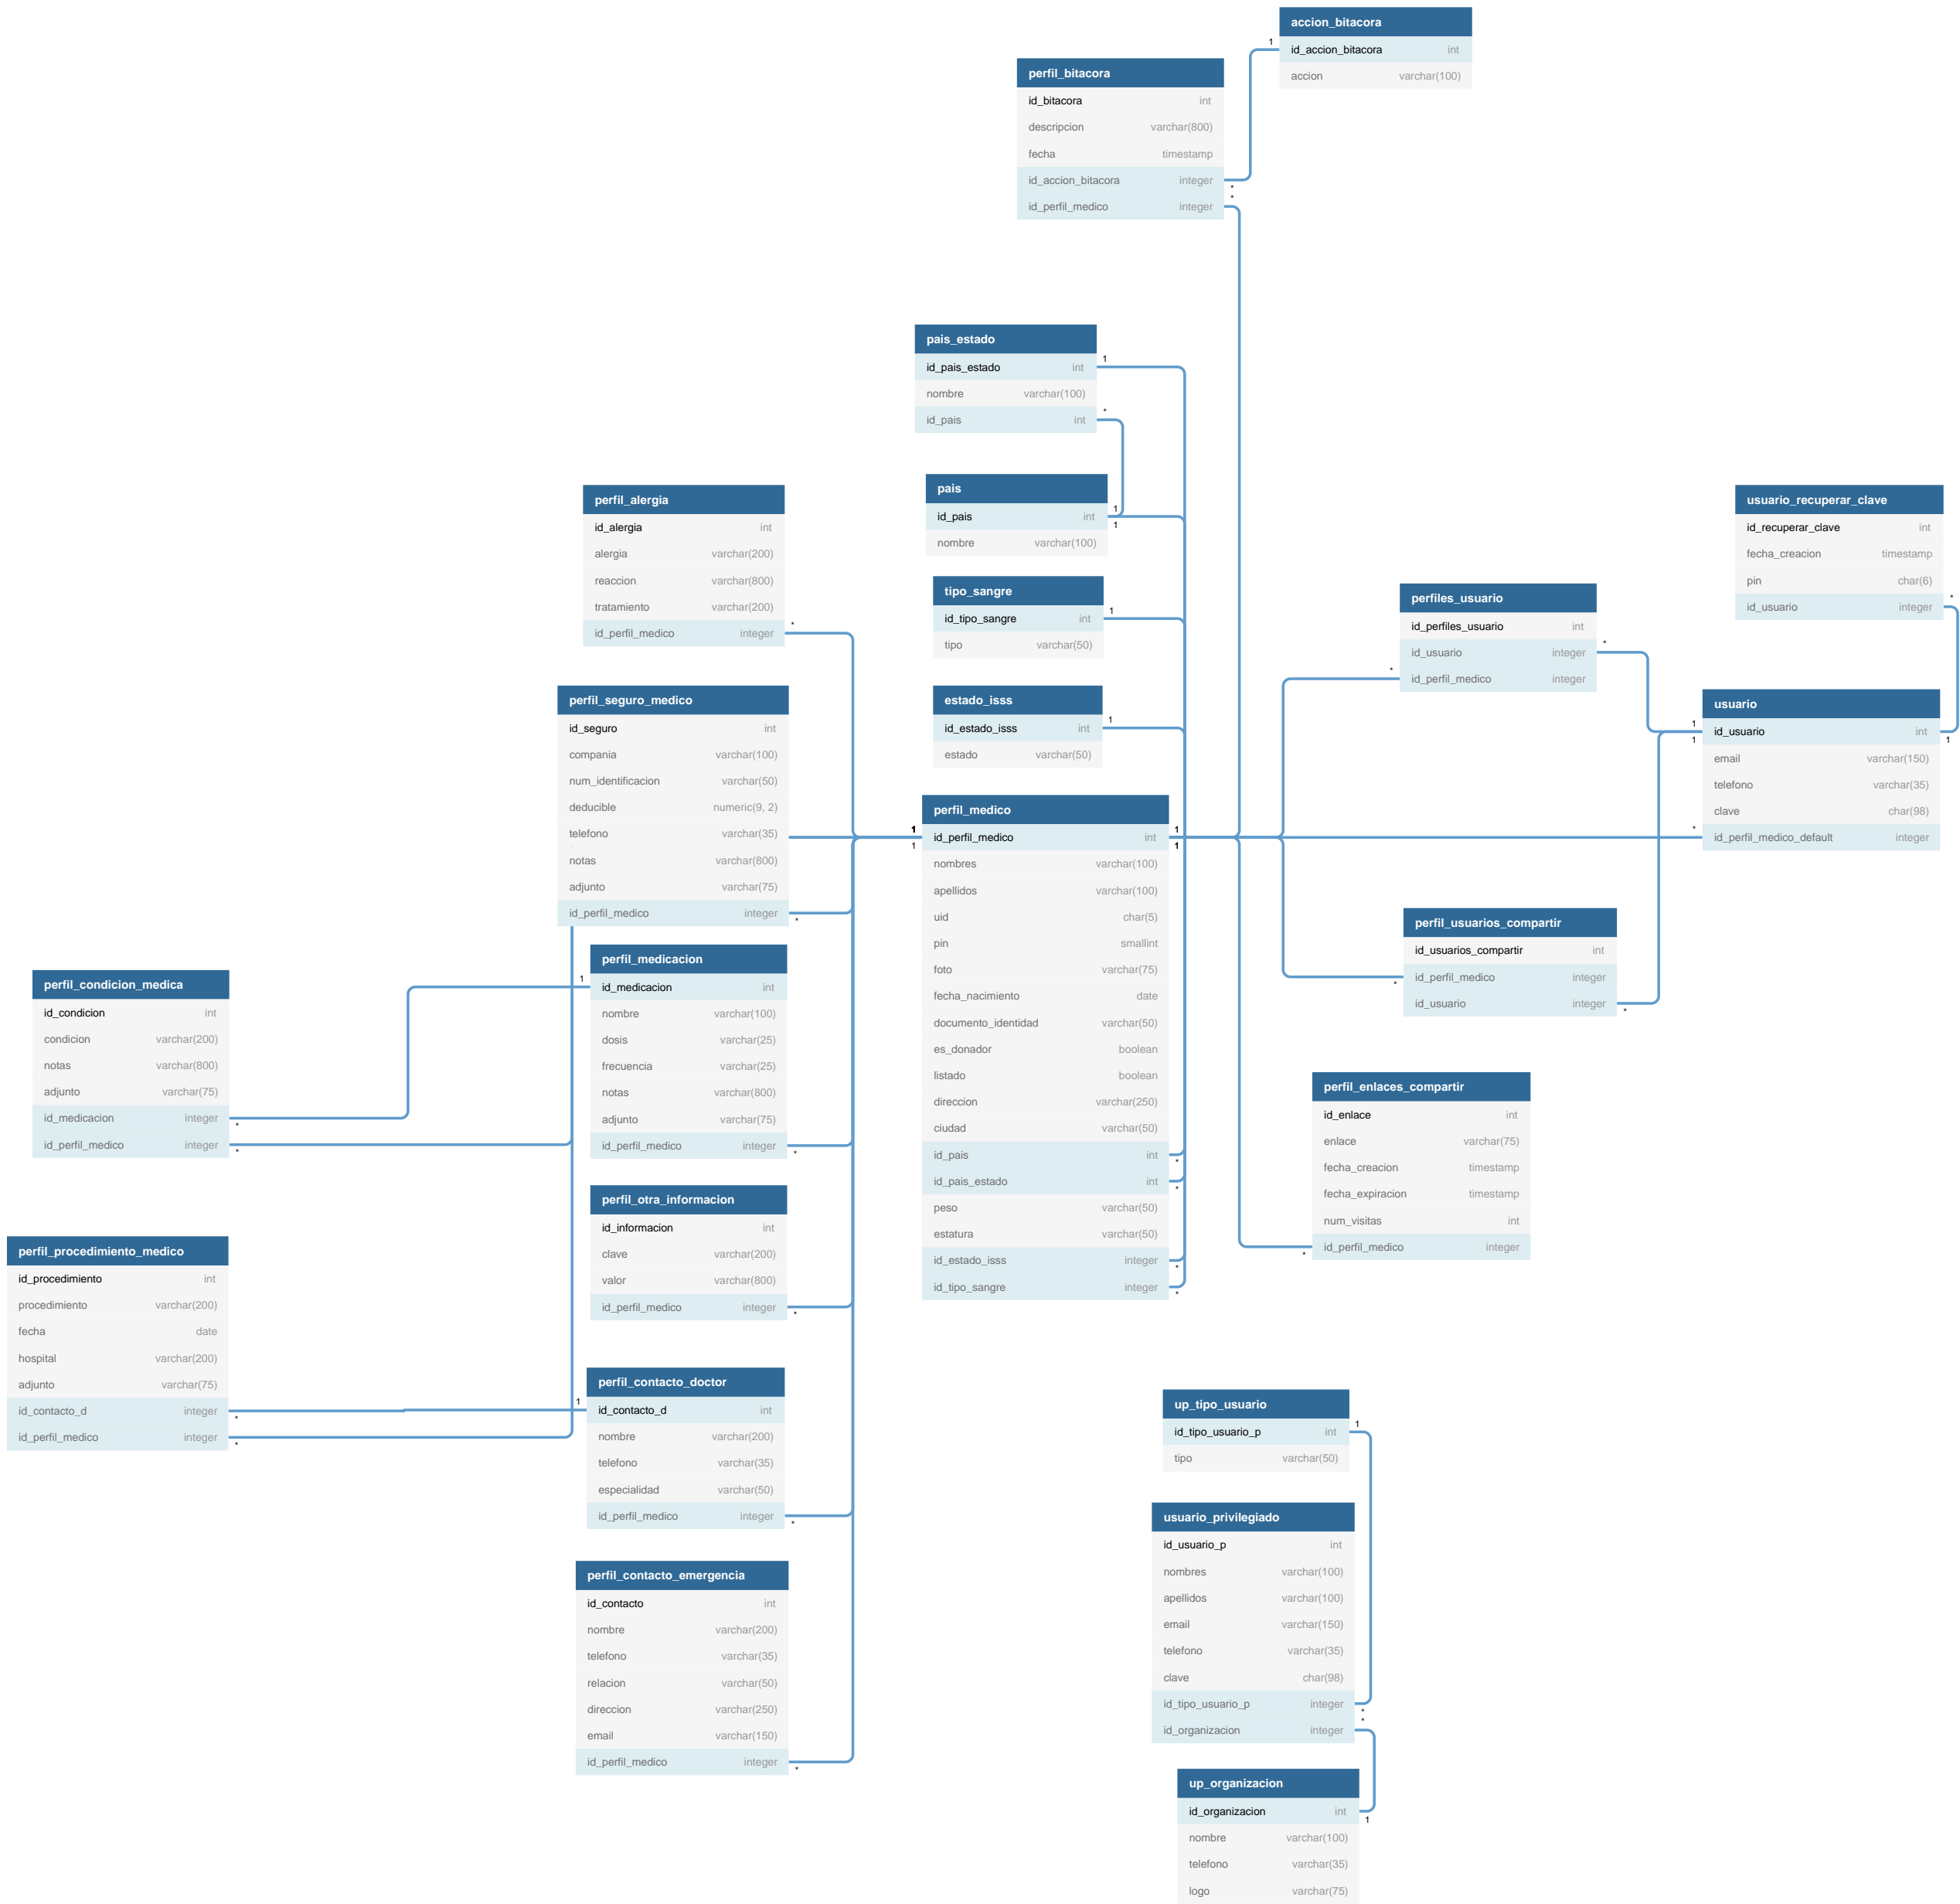 accion_bitacora
id_accion_bitacora int
accion varchar(100)
perfil_bitacora
id_bitacora int
descripcion varchar(800)
fecha timestamp
id_accion_bitacora integer
id_perfil_medico integer
pais_estado
id_pais_estado int
nombre varchar(100)
id_pais int
pais
id_pais int
nombre varchar(100)
tipo_sangre
id_tipo_sangre int
tipo varchar(50)
estado_isss
id_estado_isss int
estado varchar(50)
perfil_alergia
id_alergia int
alergia varchar(200)
reaccion varchar(800)
tratamiento varchar(200)
id_perfil_medico integer
perfil_seguro_medico
id_seguro int
compania varchar(100)
num_identificacion varchar(50)
deducible numeric(9, 2)
telefono varchar(35)
notas varchar(800)
adjunto varchar(75)
id_perfil_medico integer
perfil_medico
id_perfil_medico int
nombres varchar(100)
apellidos varchar(100)
uid char(5)
pin smallint
foto varchar(75)
fecha_nacimiento date
documento_identidad varchar(50)
es_donador boolean
listado boolean
direccion varchar(250)
ciudad varchar(50)
id_pais int
id_pais_estado int
peso varchar(50)
estatura varchar(50)
id_estado_isss integer
id_tipo_sangre integer
usuario_recuperar_clave
id_recuperar_clave int
fecha_creacion timestamp
pin char(6)
id_usuario integer
perfiles_usuario
id_perfiles_usuario int
id_usuario integer
id_perfil_medico integer
usuario
id_usuario int
email varchar(150)
telefono varchar(35)
clave char(98)
id_perfil_medico_default integer
perfil_usuarios_compartir
id_usuarios_compartir int
id_perfil_medico integer
id_usuario integer
perfil_enlaces_compartir
id_enlace int
enlace varchar(75)
fecha_creacion timestamp
fecha_expiracion timestamp
num_visitas int
id_perfil_medico integer
perfil_condicion_medica
id_condicion int
condicion varchar(200)
notas varchar(800)
adjunto varchar(75)
id_medicacion integer
id_perfil_medico integer
perfil_medicacion
id_medicacion int
nombre varchar(100)
dosis varchar(25)
frecuencia varchar(25)
notas varchar(800)
adjunto varchar(75)
id_perfil_medico integer
perfil_otra_informacion
id_informacion int
clave varchar(200)
valor varchar(800)
id_perfil_medico integer
perfil_procedimiento_medico
id_procedimiento int
procedimiento varchar(200)
fecha date
hospital varchar(200)
adjunto varchar(75)
id_contacto_d integer
id_perfil_medico integer
perfil_contacto_doctor
id_contacto_d int
nombre varchar(200)
telefono varchar(35)
especialidad varchar(50)
id_perfil_medico integer
perfil_contacto_emergencia
id_contacto int
nombre varchar(200)
telefono varchar(35)
relacion varchar(50)
direccion varchar(250)
email varchar(150)
id_perfil_medico integer
up_tipo_usuario
id_tipo_usuario_p int
tipo varchar(50)
usuario_privilegiado
id_usuario_p int
nombres varchar(100)
apellidos varchar(100)
email varchar(150)
telefono varchar(35)
clave char(98)
id_tipo_usuario_p integer
id_organizacion integer
up_organizacion
id_organizacion int
nombre varchar(100)
telefono varchar(35)
logo varchar(75)